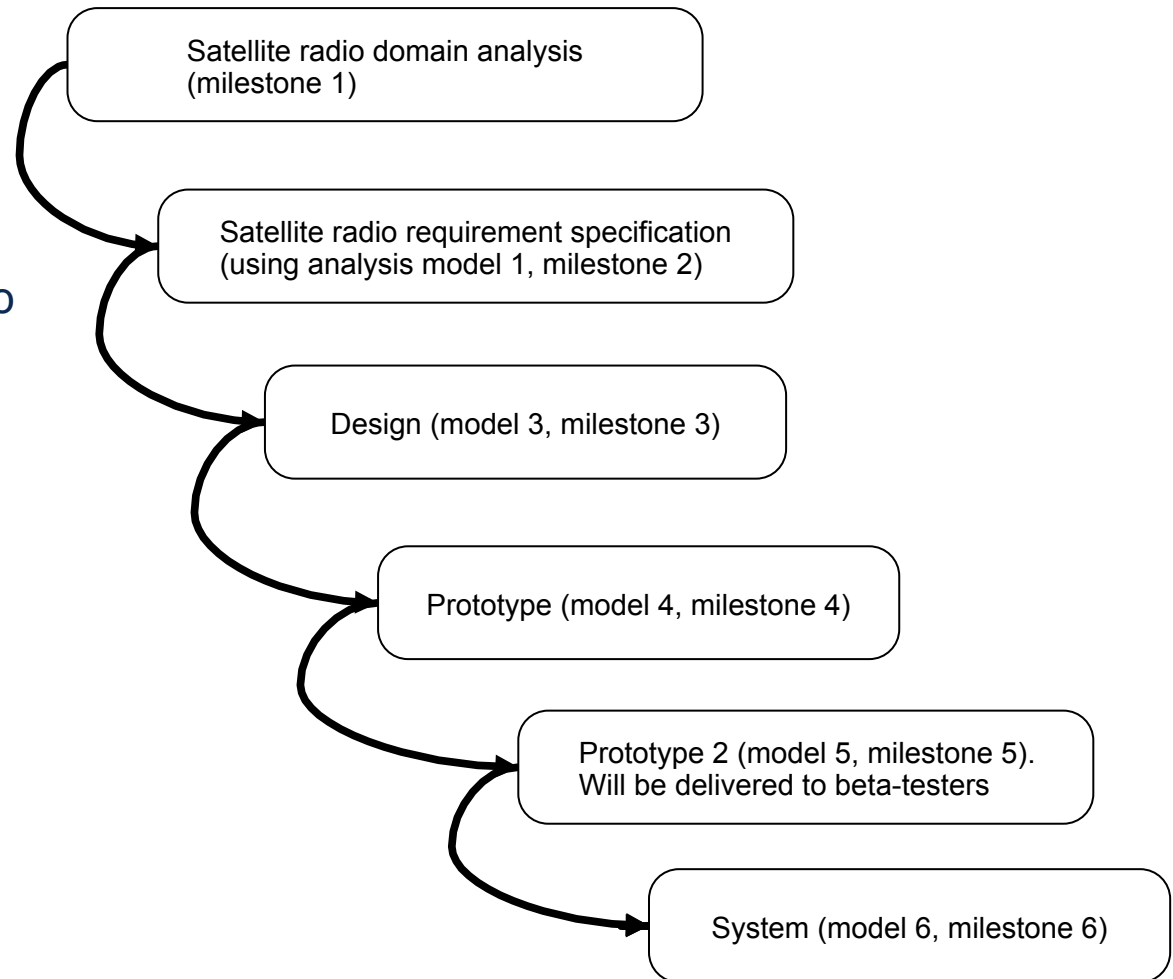 Satellite radio domain analysis
(milestone 1)
Satellite radio requirement specification
(using analysis model 1, milestone 2)
Design (model 3, milestone 3)
Prototype (model 4, milestone 4)
Prototype 2 (model 5, milestone 5).
Will be delivered to beta-testers
System (model 6, milestone 6)